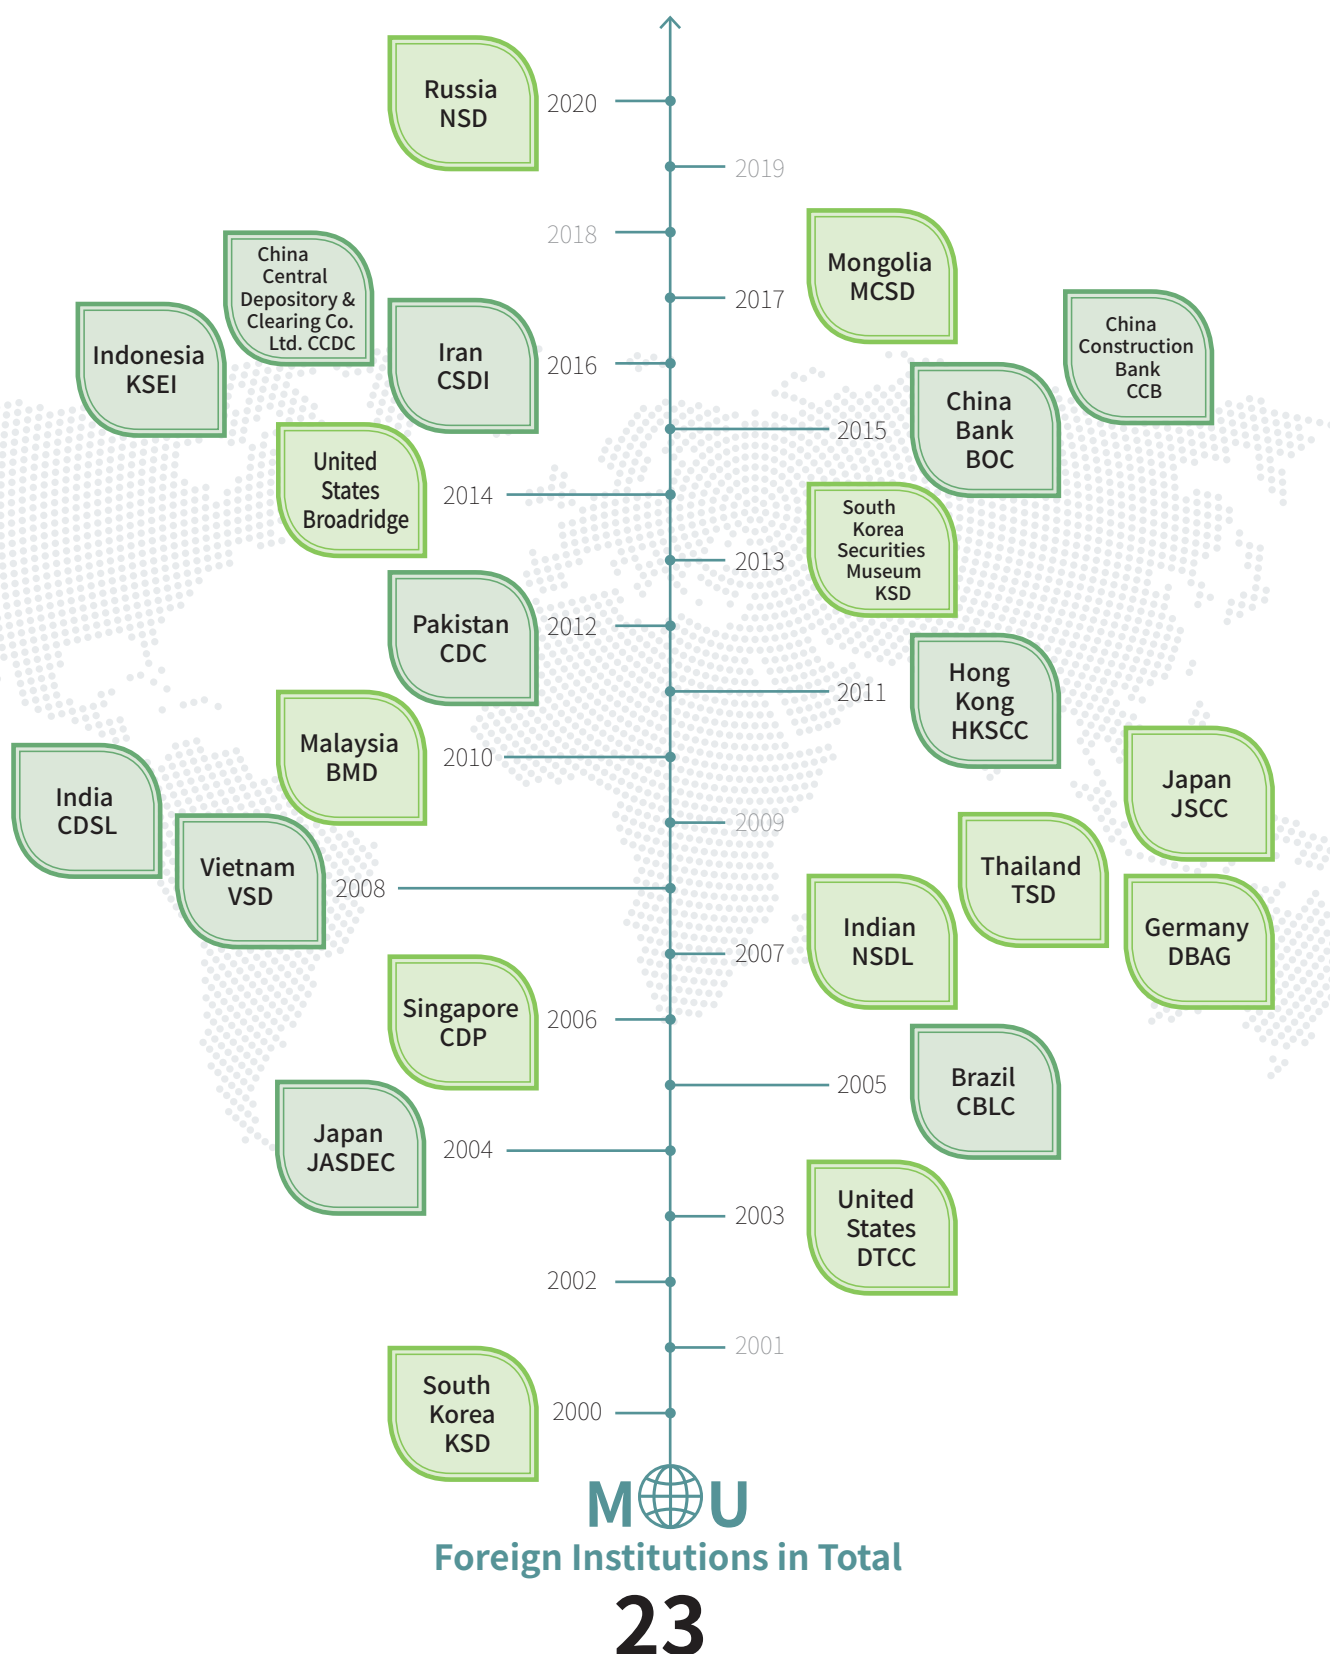 Russia
NSD
2020
2019
2018
Mongolia
MCSD
2017
China
Central
Depository &
Clearing Co.
Ltd. CCDC
Indonesia
KSEI
Iran
CSDI
2016
China
Construction
Bank
CCB
China
Bank
BOC
2015
United
States
Broadridge
2014
South
Korea
Securities
Museum
KSD
2013
Pakistan
CDC
2012
Hong
Kong
HKSCC
2011
Malaysia
BMD
2010
2009
India
CDSL
Vietnam
VSD
2008
Japan
JSCC
Thailand
TSD
Indian
NSDL
Germany
DBAG
2007
Singapore
CDP
2006
Brazil
CBLC
2005
Japan
JASDEC
2004
United
States
DTCC
2003
2002
2001
South
Korea
KSD
2000
MOU
Foreign Institutions in Total
23